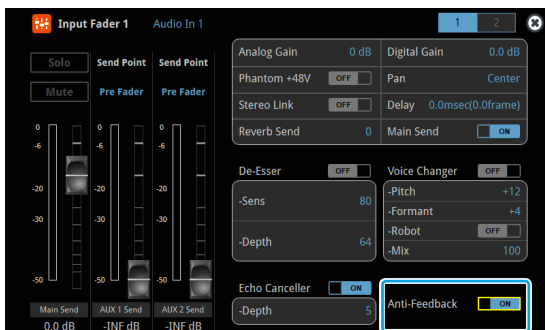 Input Fader 1 Audio In 1 1 2
Solo Send Point Send Point
Mute Pre Fader Pre Fader
0 0 0
-6 -6 -6
-20 -20 -20
-30 -30 -30
-50 -50 -50
Main Send AUX 1 Send AUX 2 Send
0.0 dB -INF dB -INF dB
Analog Gain 0 dB Digital Gain 0.0 dB
Phantom +48V OFF Pan Center
Stereo Link OFF Delay 0.0msec(0.0frame)
Reverb Send 0 Main Send ON
De-Esser OFF Voice Changer OFF
-Sens 80
-Depth 64
-Pitch +12
-Formant +4
-Robot OFF
-Mix 100
Echo Canceller ON
-Depth 5
Anti-Feedback ON